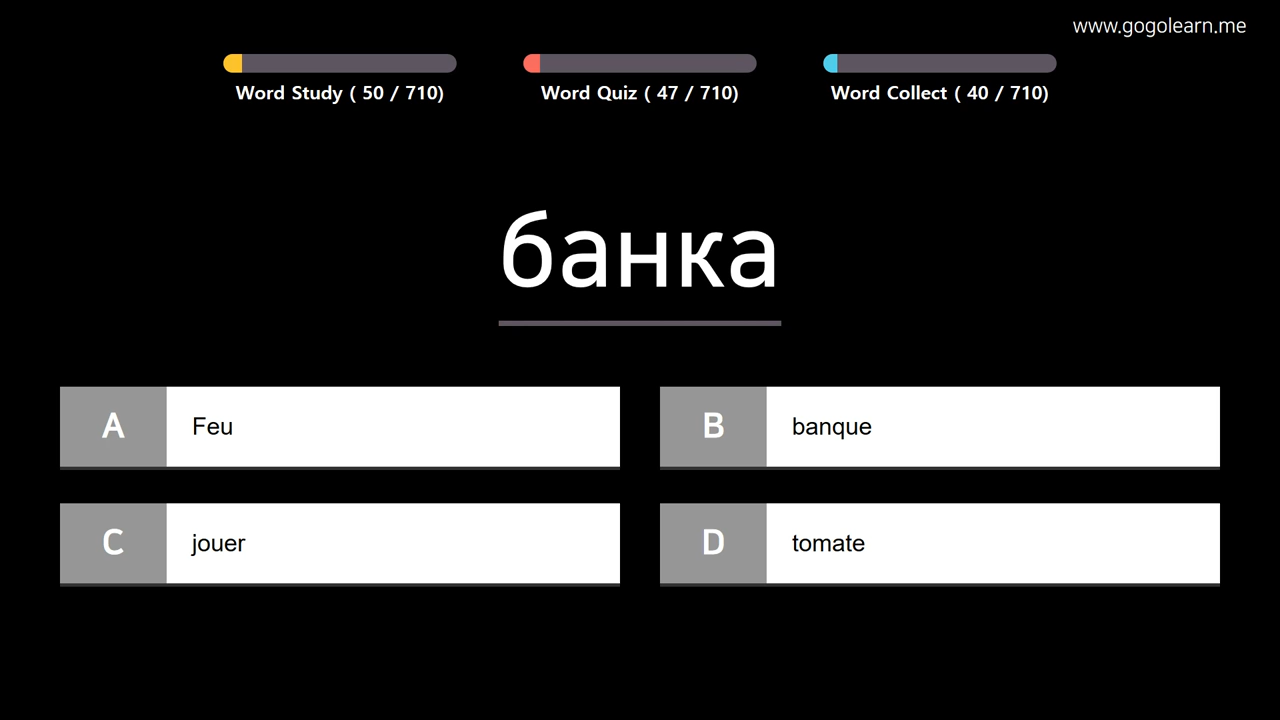 www.gogolearn.me
Word Study ( 50 / 710)
Word Quiz ( 47 / 710)
Word Collect ( 40 / 710)
банка
A
Feu
B
banque
C
jouer
D
tomate